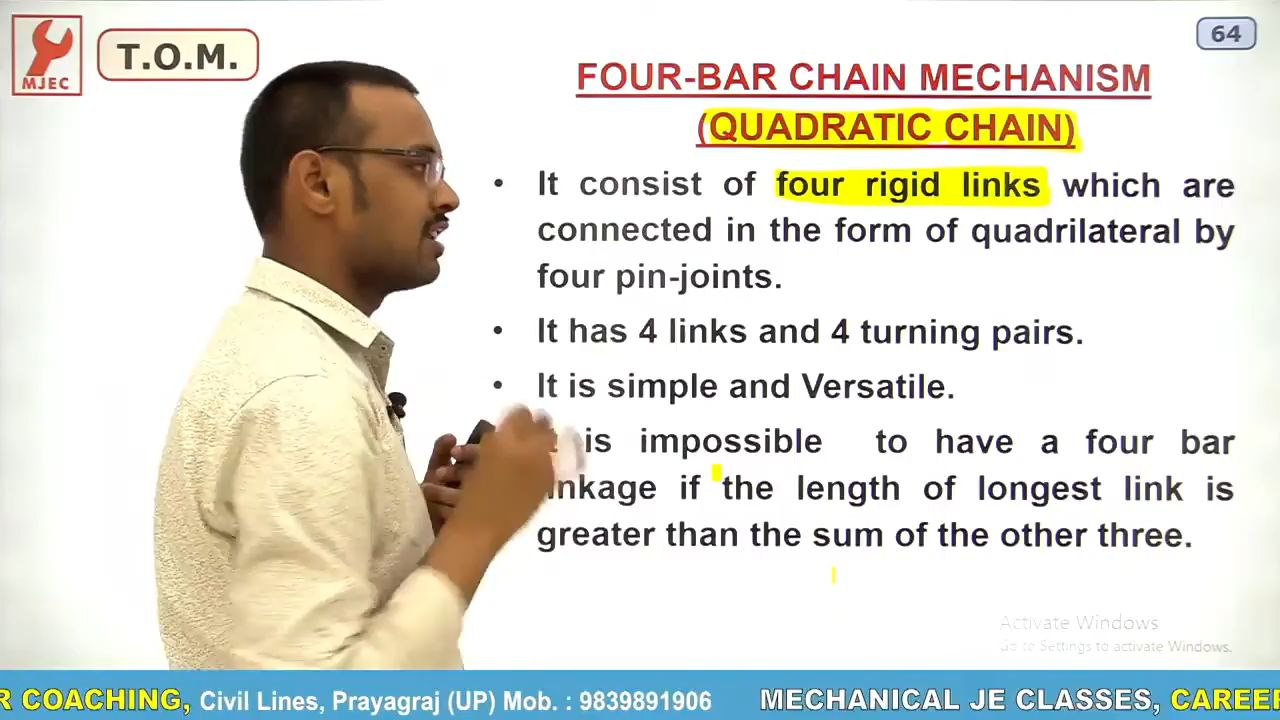 MJEC
T.O.M.
64
FOUR-BAR CHAIN MECHANISM
(QUADRATIC CHAIN)
• It consist of four rigid links which are
connected in the form of quadrilateral by
four pin-joints.
• It has 4 links and 4 turning pairs.
• It is simple and Versatile.
is impossible to have a four bar
if the length of longest link is
greater than the sum of the other three.
Activate Windows
Go to Settings to activate Windows.
R COACHING, Civil Lines, Prayagraj (UP) Mob. : 9839891906 MECHANICAL JE CLASSES, CAREER